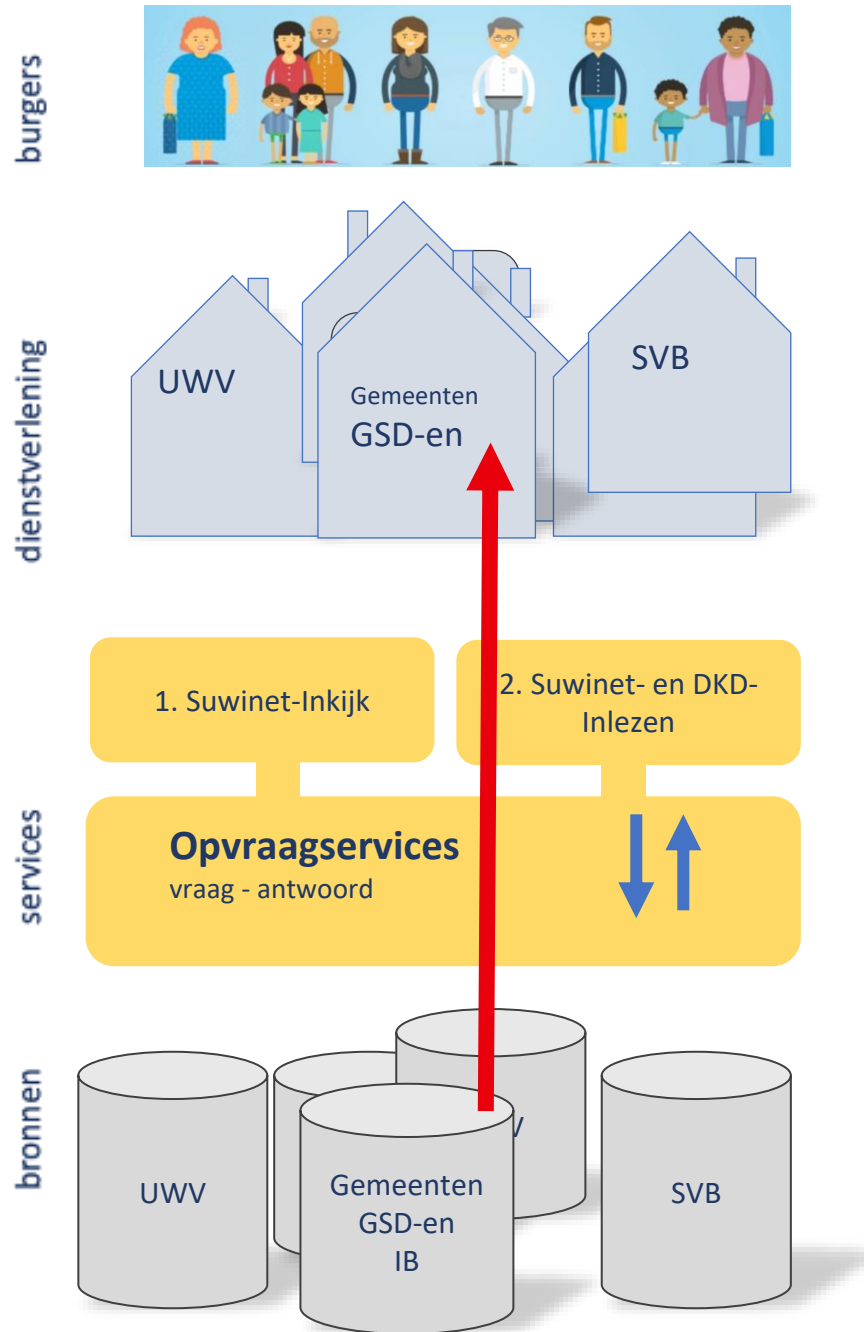 burgers
dienstverlening
UWV
Gemeenten
GSD-en
SVB
services
1. Suwinet-Inkijk
2. Suwinet- en DKD-
Inlezen
Opvraagservices
vraag - antwoord
bronnen
UWV
Gemeenten
GSD-en
IB
SVB